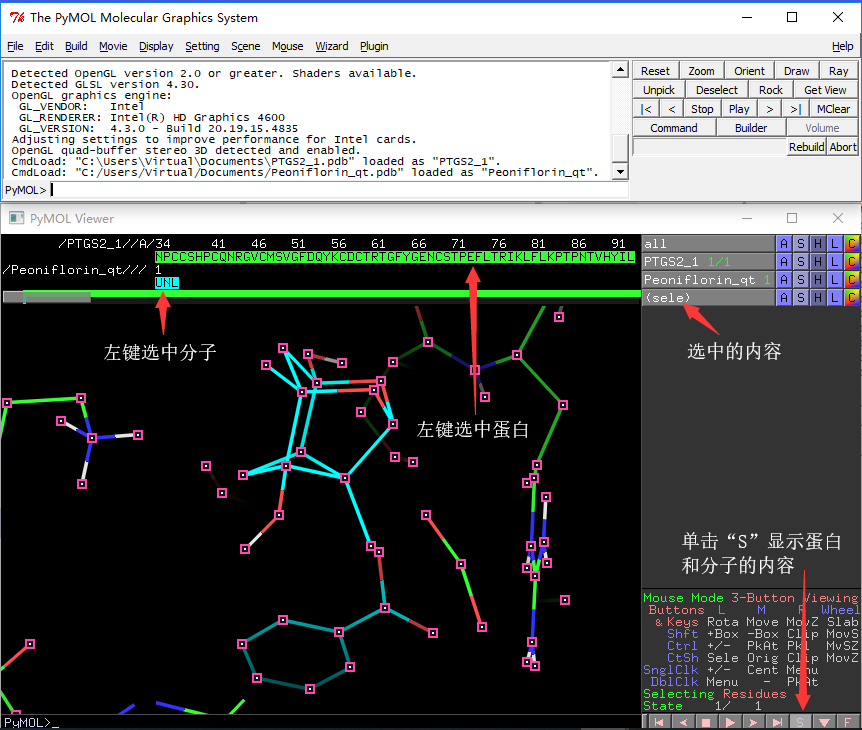 The PyMOL Molecular Graphics System
File Edit Build Movie Display Setting Scene Mouse Wizard Plugin Help
Detected OpenGL version 2.0 or greater. Shaders available.
Detected GLSL version 4.30.
OpenGL graphics engine:
GL_VENDOR: Intel
GL_RENDERER: Intel(R) HD Graphics 4600
GL_VERSION: 4.3.0 - Build 20.19.15.4835
Adjusting settings to improve performance for Intel cards.
OpenGL quad-buffer stereo 3D detected and enabled.
CmdLoad: "C:\Users\Virtual\Documents\PTGS2_1.pdb" loaded as "PTGS2_1".
CmdLoad: "C:/Users/Virtual/Documents/Peoniflorin_qt.pdb" loaded as "Peoniflorin_qt".
PyMOL>
Reset Zoom Orient Draw Ray
Unpick Deselect Rock Get View
|< < Stop Play > >| MClear
Command Builder Volume
Rebuild Abort
PyMOL Viewer
/PTGS2_1//A/34 41 46 51 56 61 66 71 76 81 86 91
NPCCSHPCQNRGVCMSVGFDQYKCDCTRTGFYGENCSTPEFLTRIKLFLKPTPNTVHYIL
/Peoniflorin_qt/// 1
UNL
all A S H L C
PTGS2_1 1/1 A S H L C
Peoniflorin_qt 1 A S H L C
(sele) A S H L C
左键选中分子
选中的内容
左键选中蛋白
单击“S”显示蛋白
和分子的内容
Mouse Mode 3-Button Viewing
Buttons L M R Wheel
& Keys Rota Move MovZ Slab
Shft +Box -Box Clip MovS
Ctrl +/- PkAt Pk1 MvSZ
CtSh Sele Orig Clip MovZ
SnglClk +/- Cent Menu
DblClk Menu - PkAt
Selecting Residues
State 1/ 1
PyMOL>_
S F